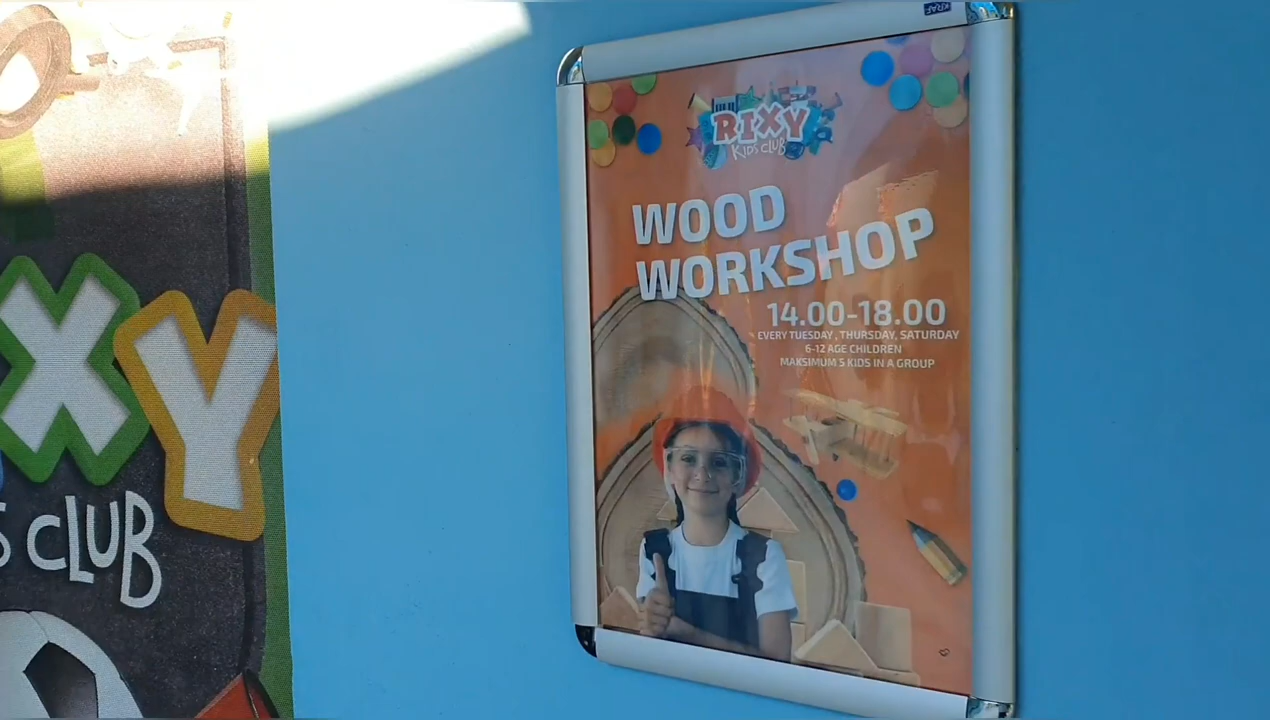 RIXY
KIDS CLUB
WOOD
WORKSHOP
14.00-18.00
EVERY TUESDAY, THURSDAY, SATURDAY
6-12 AGE CHILDREN
MAKSIMUM 5 KIDS IN A GROUP
XY
S CLUB